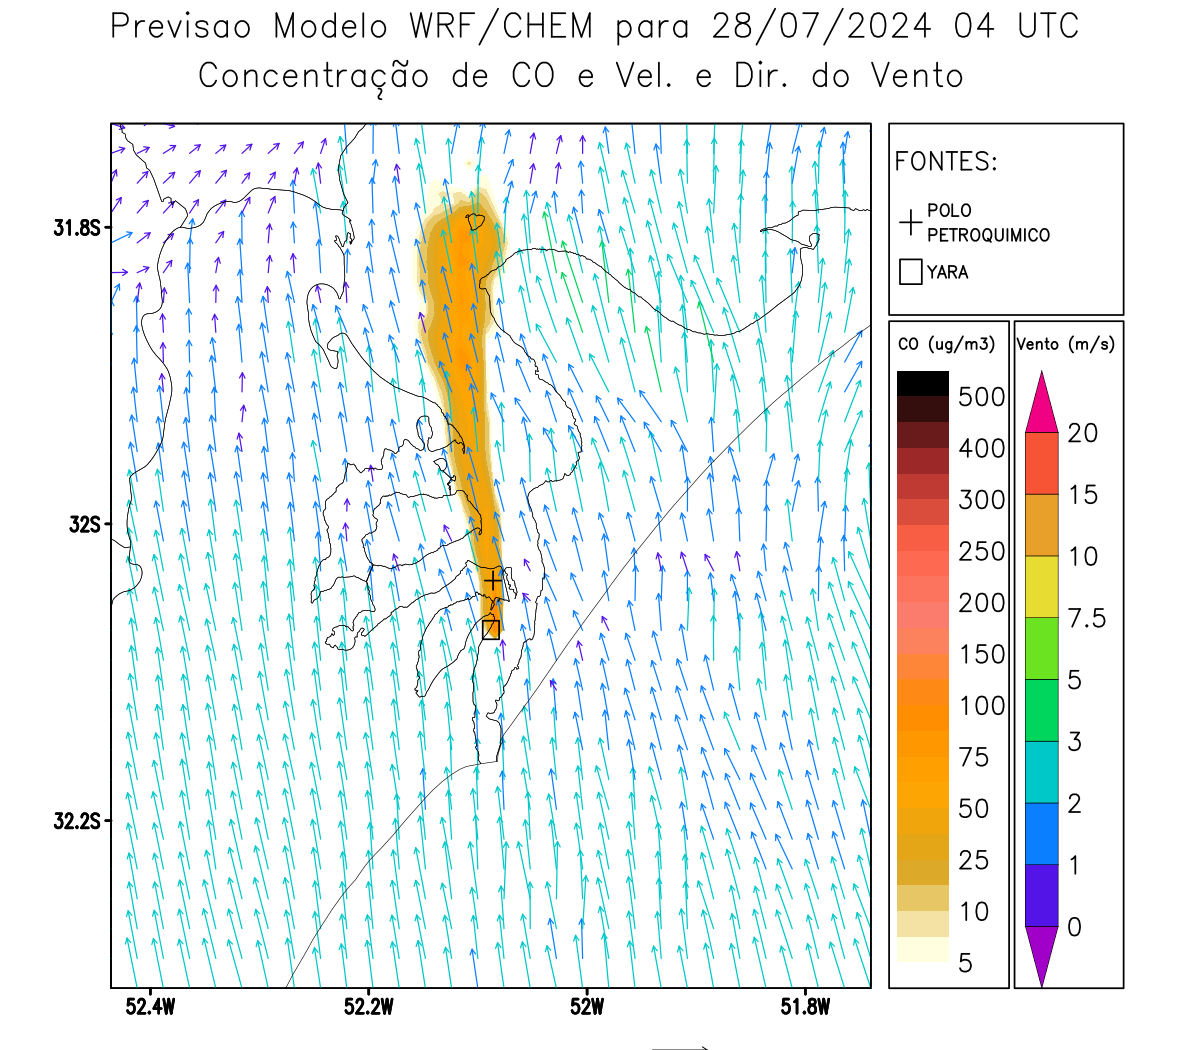 Previsao Modelo WRF/CHEM para 28/07/2024 04 UTC
Concentração de CO e Vel. e Dir. do Vento
FONTES:
POLO
PETROQUIMICO
YARA
CO (ug/m3)
500
400
300
250
200
150
100
75
50
25
10
5
Vento (m/s)
20
15
10
7.5
5
3
2
1
0
31.8S
32S
32.2S
52.4W
52.2W
52W
51.8W